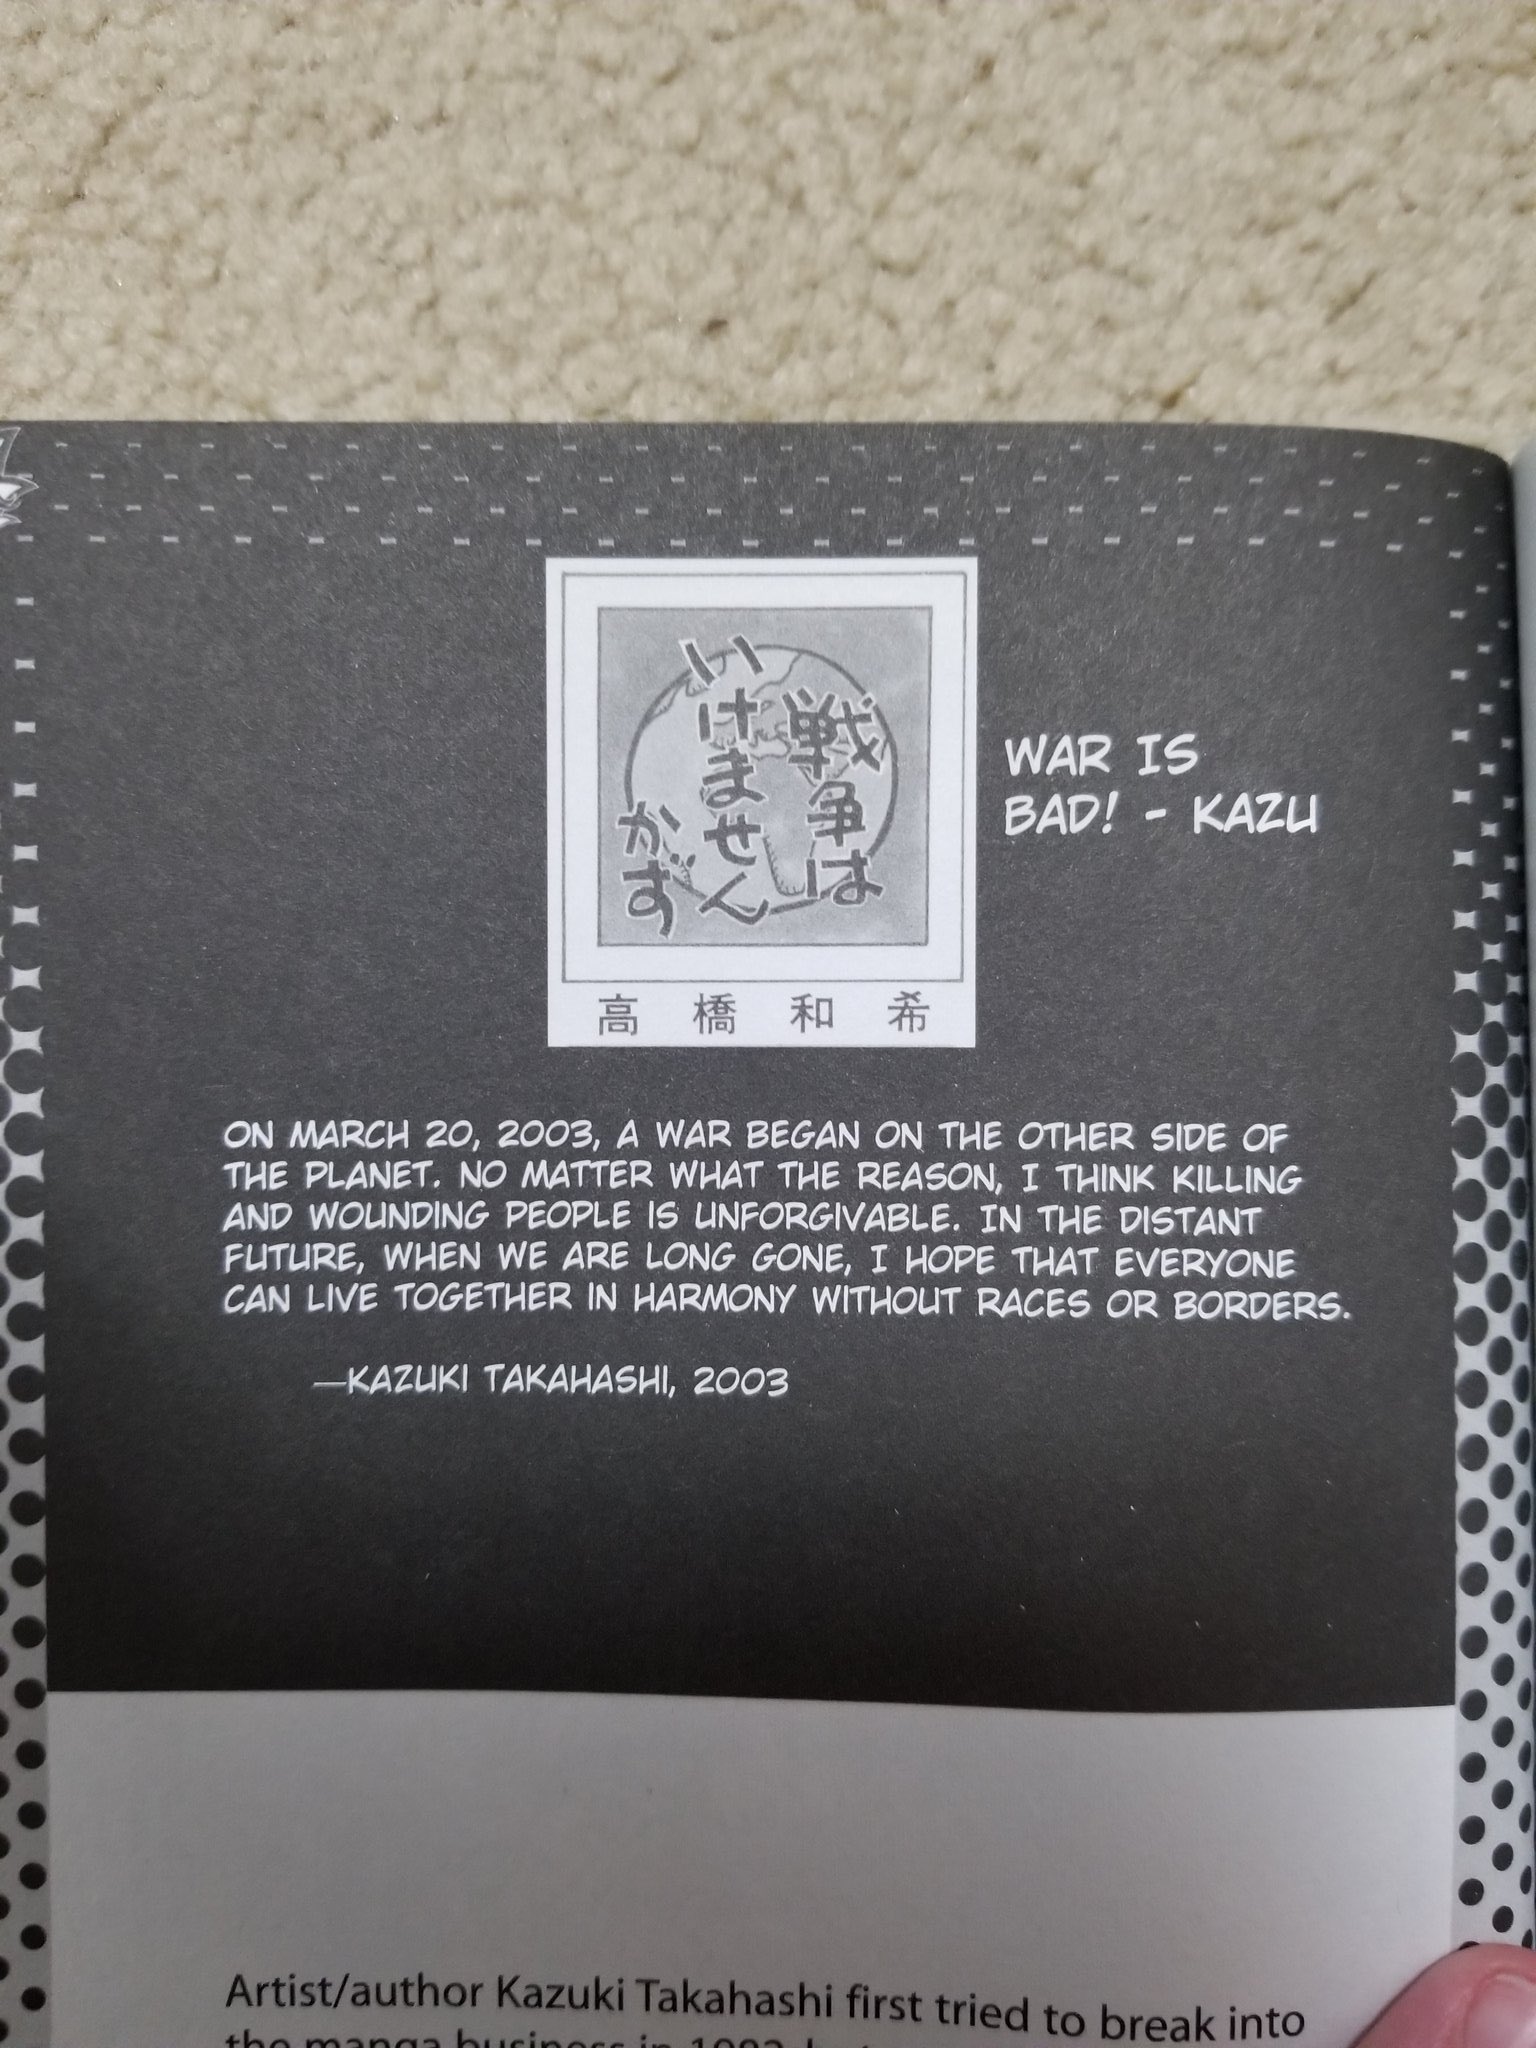 戦争は
いけません
かず
高橋和希
WAR IS
BAD! - KAZU
ON MARCH 20, 2003, A WAR BEGAN ON THE OTHER SIDE OF
THE PLANET. NO MATTER WHAT THE REASON, I THINK KILLING
AND WOUNDING PEOPLE IS UNFORGIVABLE. IN THE DISTANT
FUTURE, WHEN WE ARE LONG GONE, I HOPE THAT EVERYONE
CAN LIVE TOGETHER IN HARMONY WITHOUT RACES OR BORDERS.
—KAZUKI TAKAHASHI, 2003
Artist/author Kazuki Takahashi first tried to break into
the manga business in